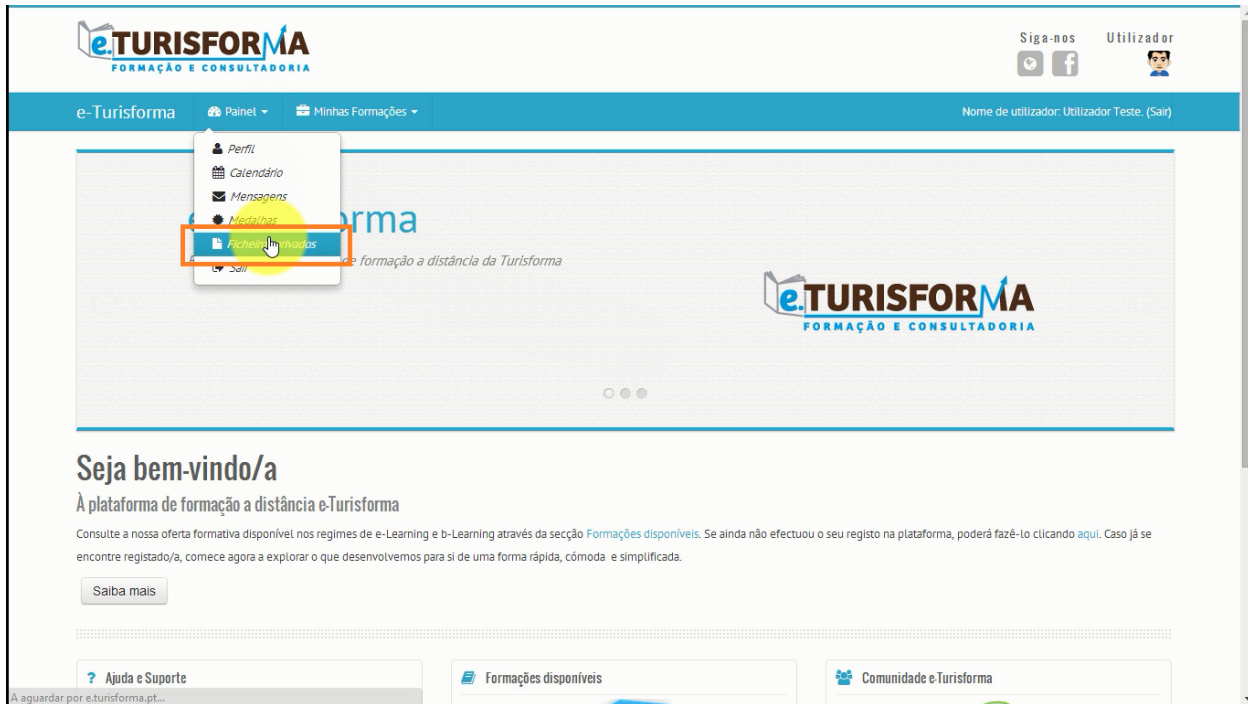 e.TURISFORMA
FORMAÇÃO E CONSULTADORIA
Siga-nos
Utilizador
e-Turisforma
Painel
Minhas Formações
Nome de utilizador: Utilizador Teste. (Sair)
Perfil
Calendário
Mensagens
Medalhas
Ficheiros privados
Sair
de formação a distância da Turisforma
e.TURISFORMA
FORMAÇÃO E CONSULTADORIA
Seja bem-vindo/a
À plataforma de formação a distância e-Turisforma
Consulte a nossa oferta formativa disponível nos regimes de e-Learning e b-Learning através da secção Formações disponíveis. Se ainda não efectuou o seu registo na plataforma, poderá fazê-lo clicando aqui. Caso já se
encontre registado/a, comece agora a explorar o que desenvolvemos para si de uma forma rápida, cómoda e simplificada.
Saiba mais
? Ajuda e Suporte
Formações disponíveis
Comunidade e-Turisforma
A aguardar por e.turisforma.pt...